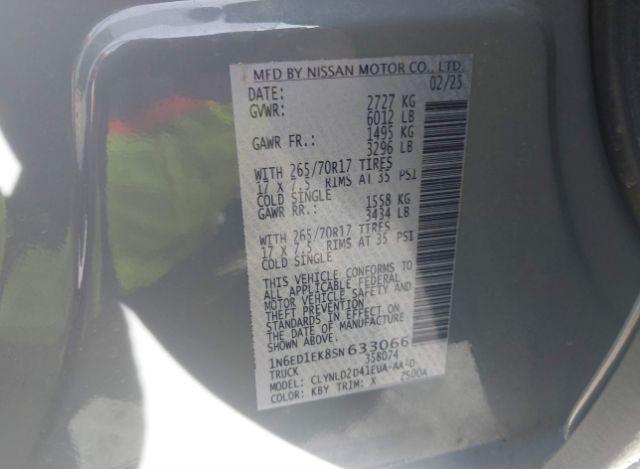 MFD BY NISSAN MOTOR CO., LTD.
DATE: 02/25
GVWR: 2727 KG
6012 LB
GAWR FR.: 1495 KG
3296 LB
WITH 265/70R17 TIRES
17 X 7.5 RIMS AT 35 PSI
COLD SINGLE 1558 KG
GAWR RR.: 3434 LB
WITH 265/70R17 TIRES
17 X 7.5 RIMS AT 35 PSI
COLD SINGLE
THIS VEHICLE CONFORMS TO
ALL APPLICABLE FEDERAL
MOTOR VEHICLE SAFETY AND
THEFT PREVENTION
STANDARDS IN EFFECT ON
THE DATE OF MANUFACTURE
SHOWN ABOVE.
1N6ED1EK8SN633066
TRUCK 358074
MODEL: CLYNLD2D41EUA-AA-D
COLOR: KBY TRIM: X 7500A